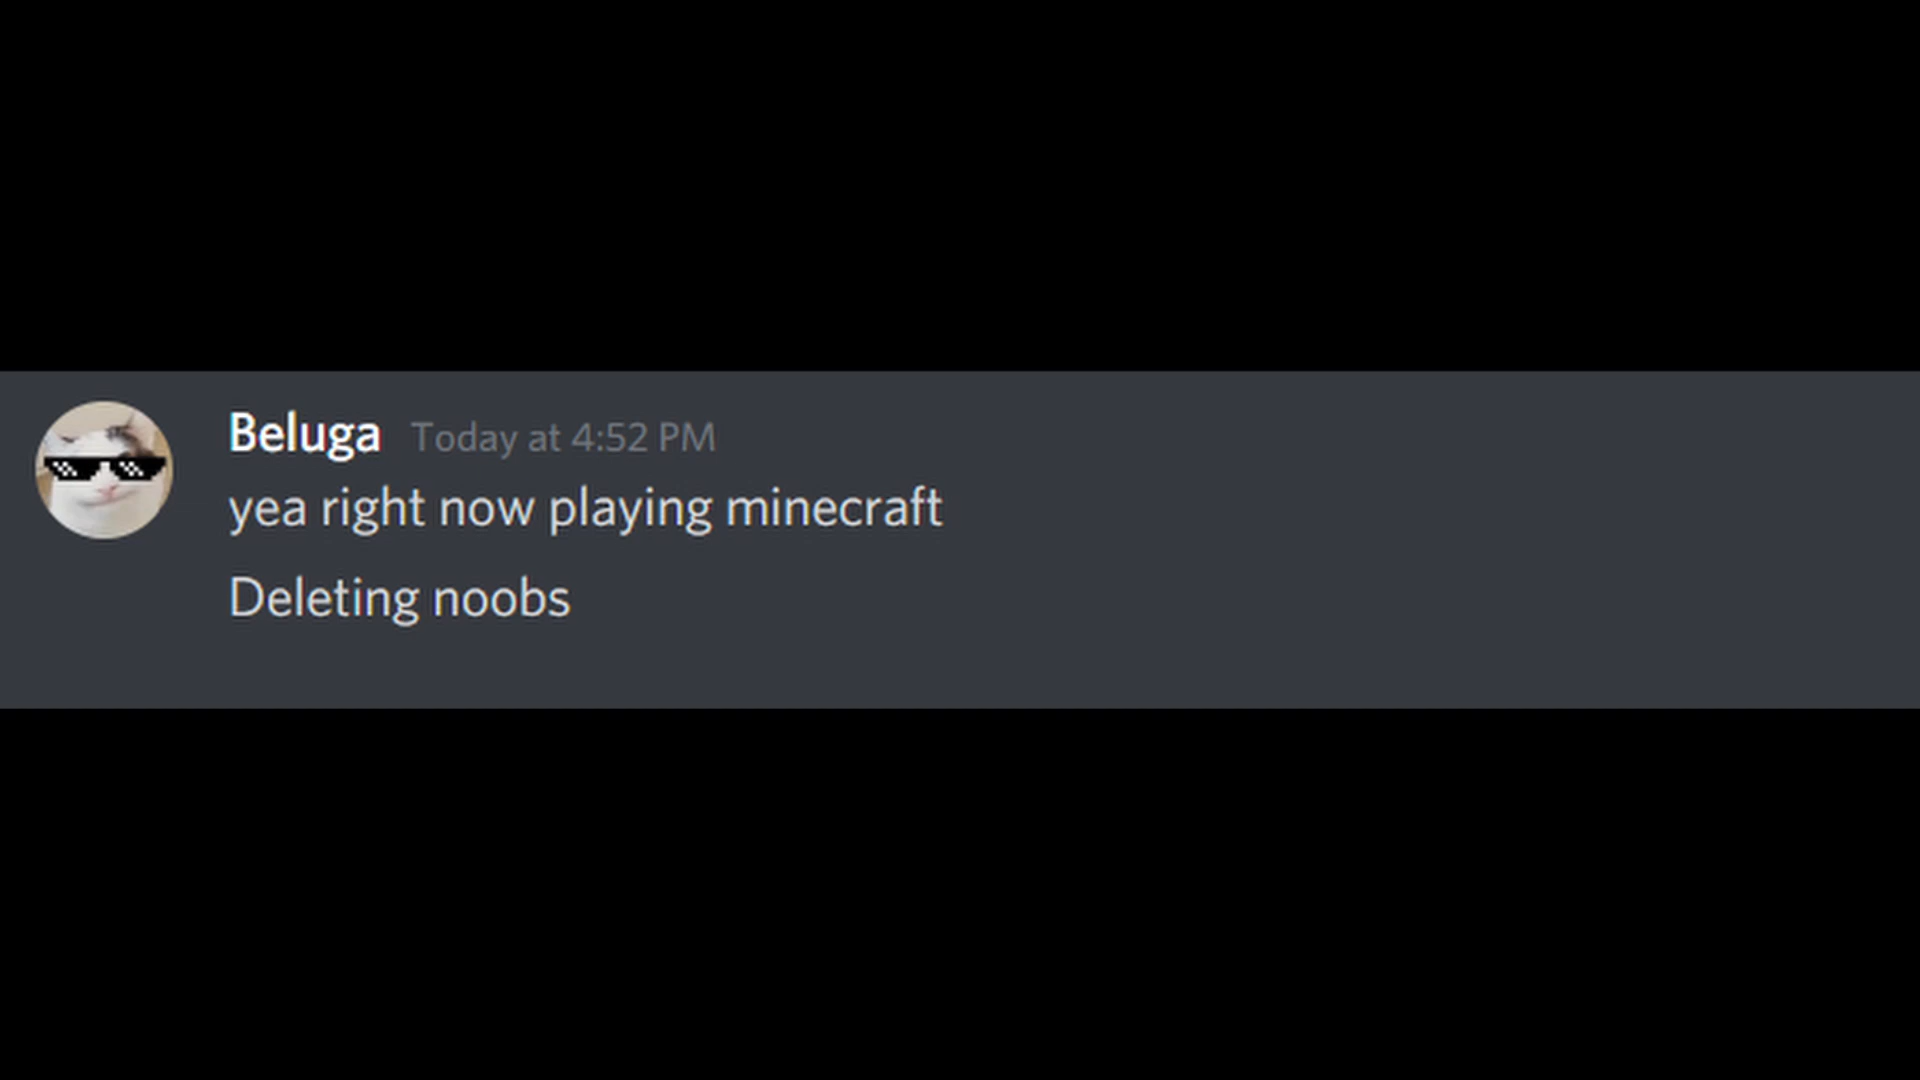 Beluga Today at 4:52 PM
yea right now playing minecraft
Deleting noobs